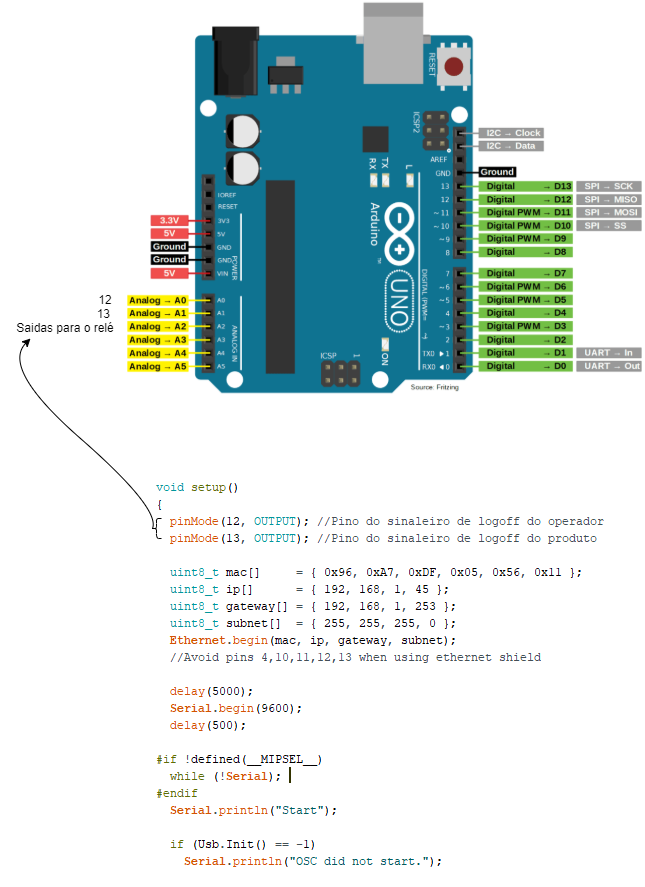 RESET
ICSP2
I2C → Clock
I2C → Data
AREF
GND
Ground
L
TX
RX
13
Digital → D13
SPI → SCK
12
Digital → D12
SPI → MISO
~ 11
Digital PWM → D11
SPI → MOSI
~ 10
Digital PWM → D10
SPI → SS
~ 9
Digital PWM → D9
8
Digital → D8
IOREF
RESET
3.3V
3V3
5V
5V
Ground
GND
Ground
GND
5V
VIN
POWER
Arduino
UNO
DIGITAL (PWM=
7
Digital → D7
~ 6
Digital PWM → D6
~ 5
Digital PWM → D5
4
Digital → D4
~ 3
Digital PWM → D3
2
Digital → D2
TX0 ▶ 1
Digital → D1
UART → In
RX0 ◀ 0
Digital → D0
UART → Out
12
Analog → A0
A0
13
Analog → A1
A1
Saidas para o relé
Analog → A2
A2
Analog → A3
A3
Analog → A4
A4
Analog → A5
A5
ANALOG IN
ICSP
1
ON
Source Fritzing
void setup()
{
pinMode(12, OUTPUT); //Pino do sinaleiro de logoff do operador
pinMode(13, OUTPUT); //Pino do sinaleiro de logoff do produto
uint8_t mac[] = { 0x96, 0xA7, 0xDF, 0x05, 0x56, 0x11 };
uint8_t ip[] = { 192, 168, 1, 45 };
uint8_t gateway[] = { 192, 168, 1, 253 };
uint8_t subnet[] = { 255, 255, 255, 0 };
Ethernet.begin(mac, ip, gateway, subnet);
//Avoid pins 4,10,11,12,13 when using ethernet shield
delay(5000);
Serial.begin(9600);
delay(500);
#if !defined(__MIPSEL__)
while (!Serial);
#endif
Serial.println("Start");
if (Usb.Init() == -1)
Serial.println("OSC did not start.");